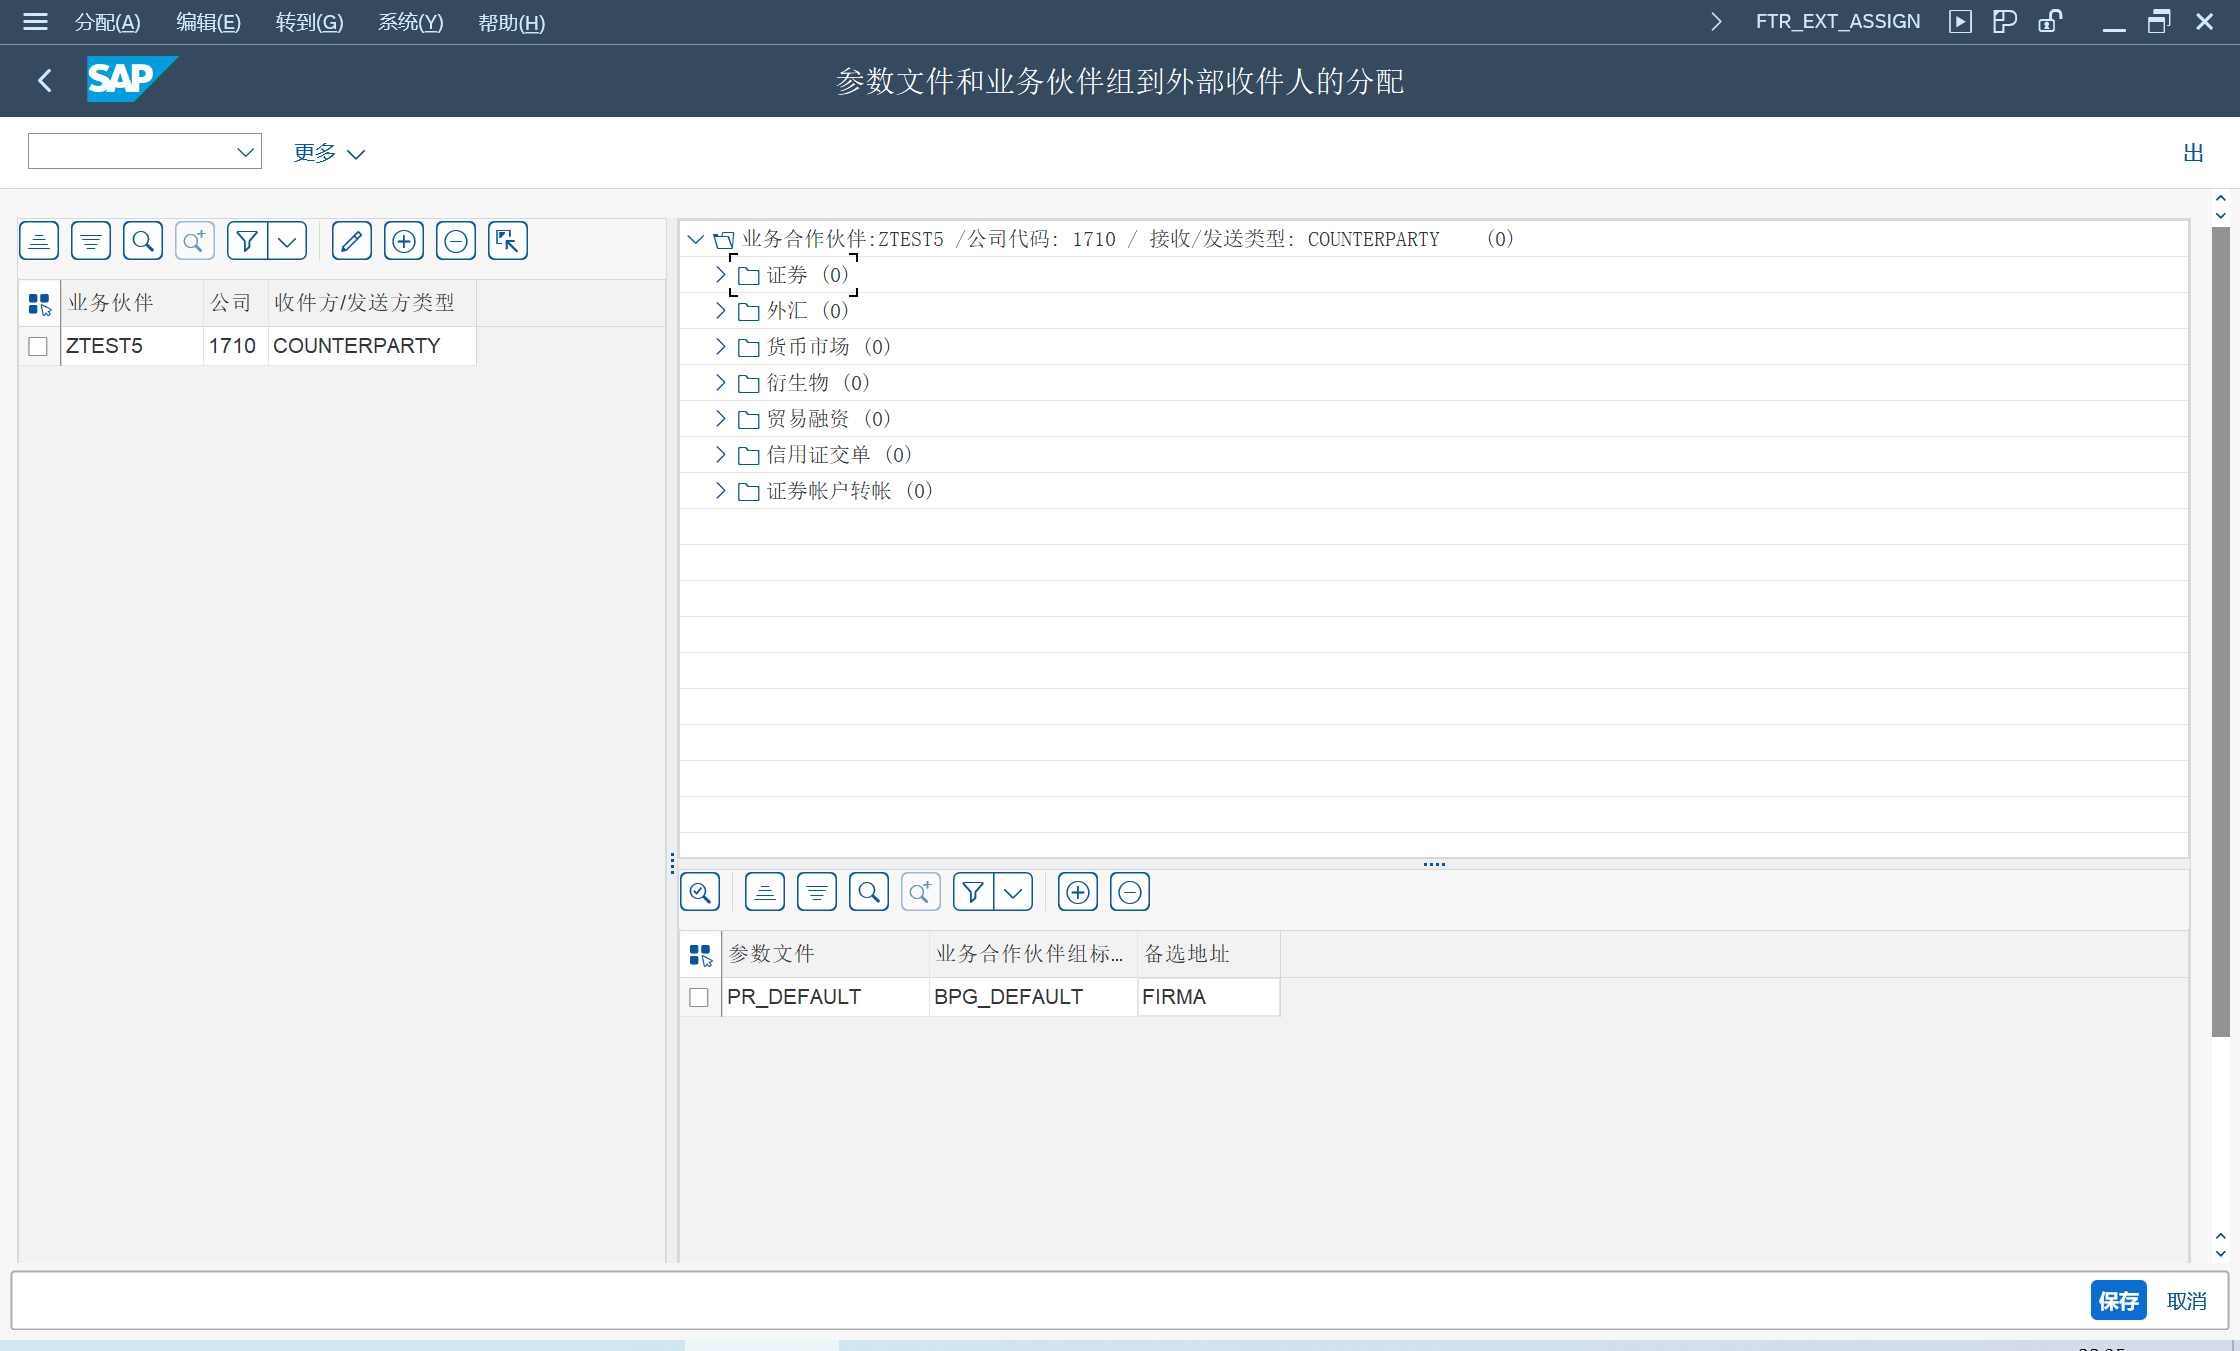 分配(A) 编辑(E) 转到(G) 系统(Y) 帮助(H) FTR_EXT_ASSIGN
SAP 参数文件和业务伙伴组到外部收件人的分配
更多 出
业务伙伴 公司 收件方/发送方类型
ZTEST5 1710 COUNTERPARTY
业务合作伙伴:ZTEST5 /公司代码: 1710 / 接收/发送类型: COUNTERPARTY (0)
证券 (0)
外汇 (0)
货币市场 (0)
衍生物 (0)
贸易融资 (0)
信用证交单 (0)
证券帐户转帐 (0)
参数文件 业务合作伙伴组标... 备选地址
PR_DEFAULT BPG_DEFAULT FIRMA
保存 取消